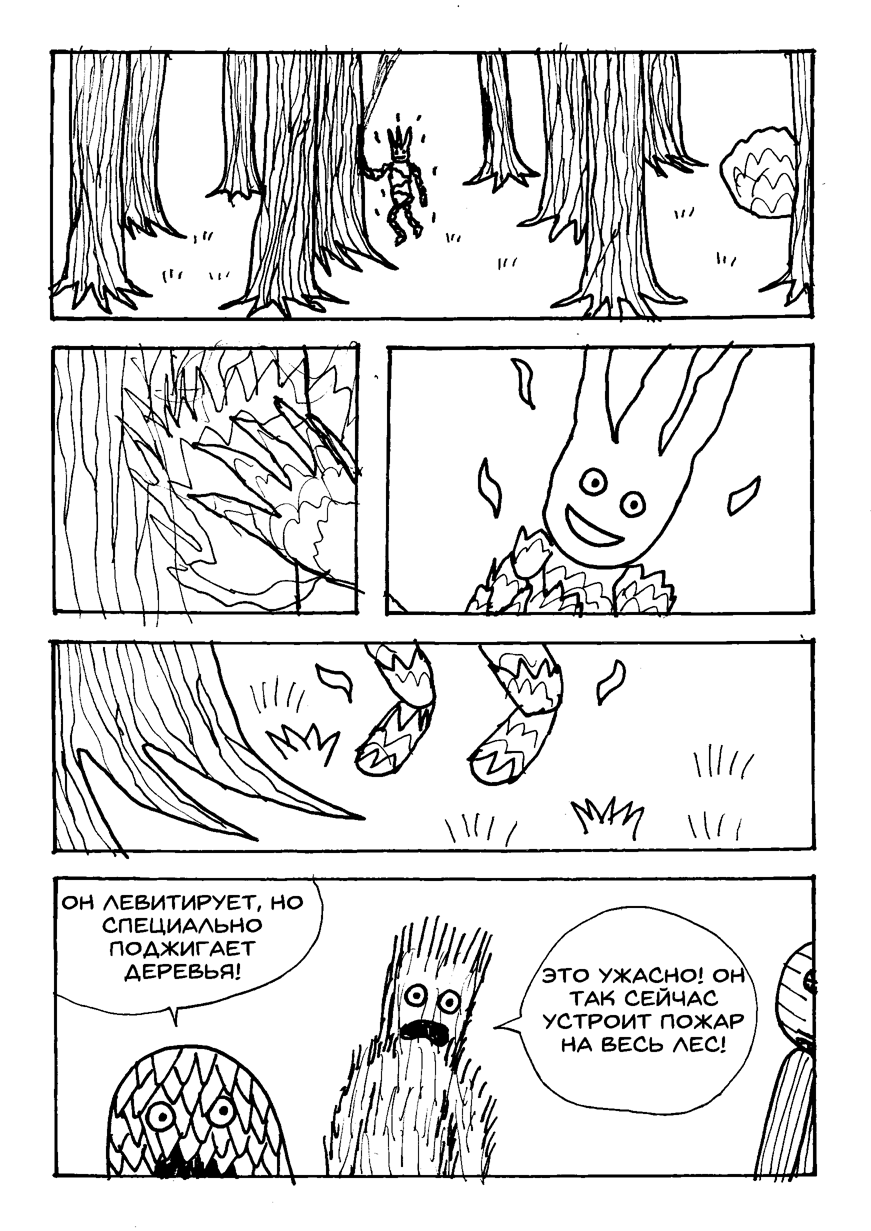 ОН ЛЕВИТИРУЕТ, НО
СПЕЦИАЛЬНО
ПОДЖИГАЕТ
ДЕРЕВЬЯ!
ЭТО УЖАСНО! ОН
ТАК СЕЙЧАС
УСТРОИТ ПОЖАР
НА ВЕСЬ ЛЕС!